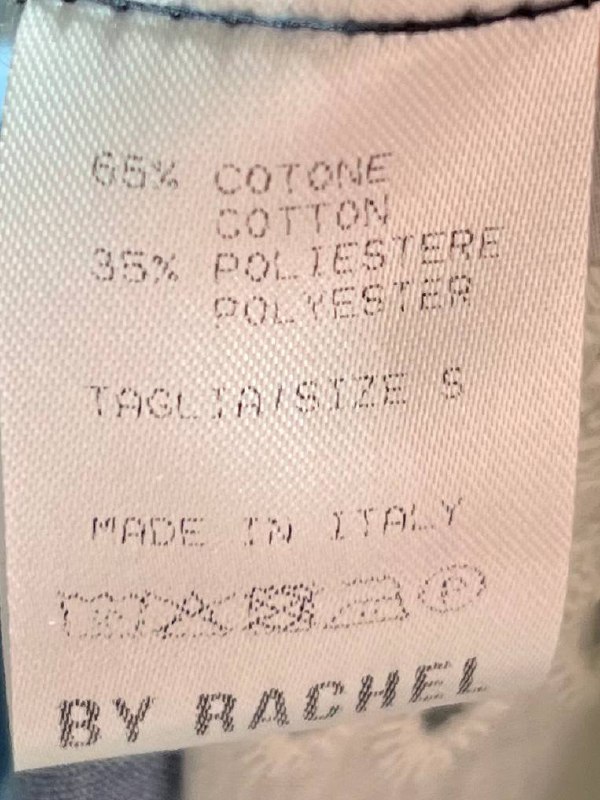 65% COTONE
COTTON
35% POLIESTERE
POLYESTER
TAGLIA/SIZE S
MADE IN ITALY
P
BY RACHEL